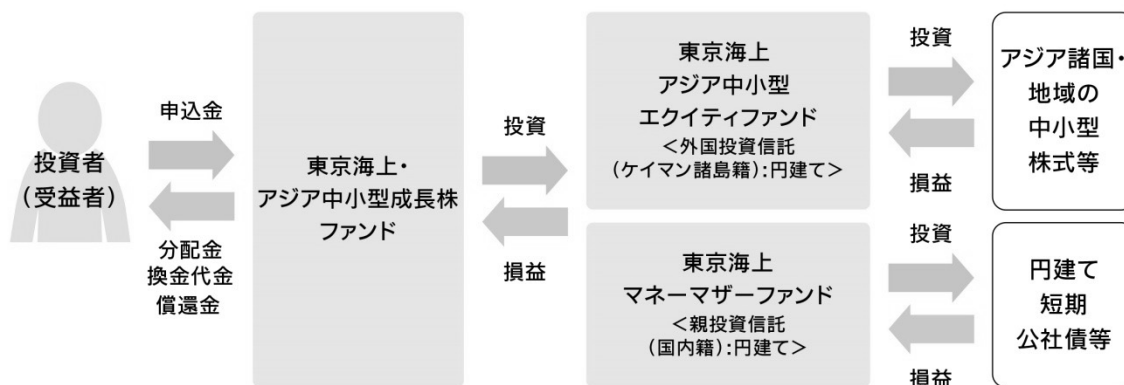 投資者
(受益者)
申込金
分配金
換金代金
償還金
東京海上・
アジア中小型成長株
ファンド
投資
損益
東京海上
アジア中小型
エクイティファンド
<外国投資信託
(ケイマン諸島籍):円建て>
投資
損益
アジア諸国・
地域の
中小型
株式等
東京海上
マネーマザーファンド
<親投資信託
(国内籍):円建て>
投資
損益
円建て
短期
公社債等